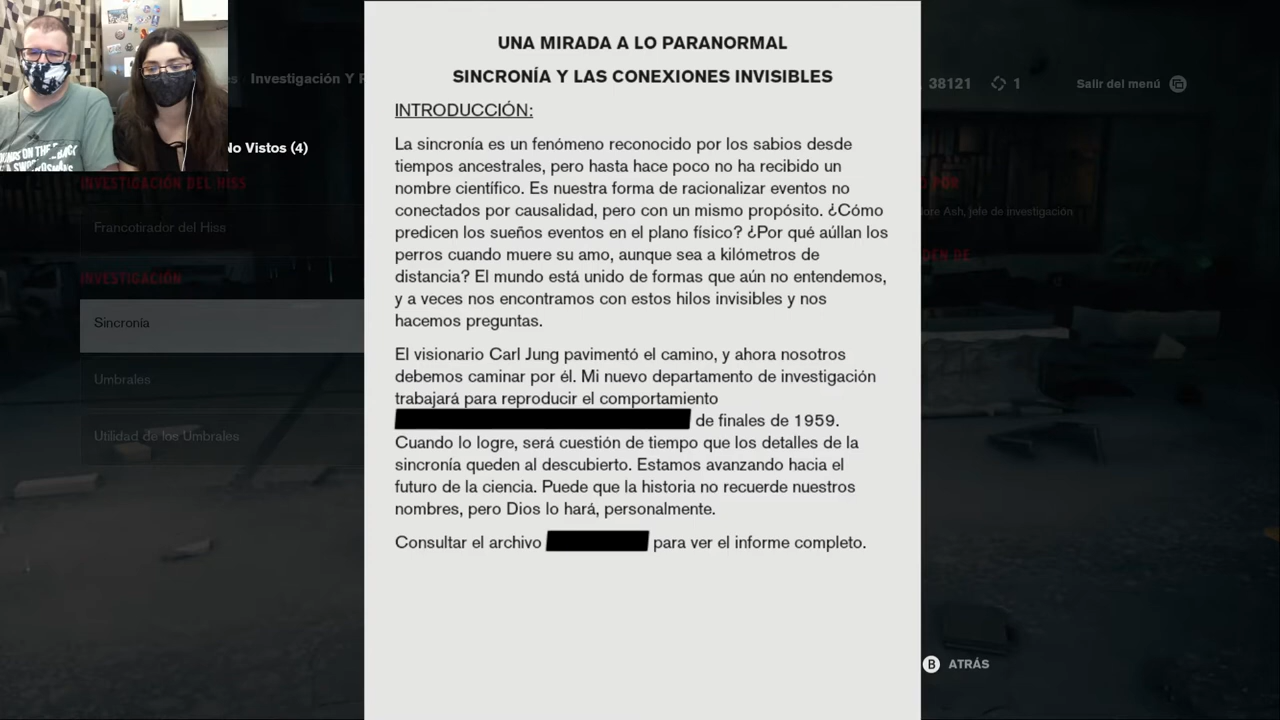 UNA MIRADA A LO PARANORMAL
SINCRONÍA Y LAS CONEXIONES INVISIBLES
INTRODUCCIÓN:
La sincronía es un fenómeno reconocido por los sabios desde
tiempos ancestrales, pero hasta hace poco no ha recibido un
nombre científico. Es nuestra forma de racionalizar eventos no
conectados por causalidad, pero con un mismo propósito. ¿Cómo
predicen los sueños eventos en el plano físico? ¿Por qué aúllan los
perros cuando muere su amo, aunque sea a kilómetros de
distancia? El mundo está unido de formas que aún no entendemos,
y a veces nos encontramos con estos hilos invisibles y nos
hacemos preguntas.
El visionario Carl Jung pavimentó el camino, y ahora nosotros
debemos caminar por él. Mi nuevo departamento de investigación
trabajará para reproducir el comportamiento
de finales de 1959.
Cuando lo logre, será cuestión de tiempo que los detalles de la
sincronía queden al descubierto. Estamos avanzando hacia el
futuro de la ciencia. Puede que la historia no recuerde nuestros
nombres, pero Dios lo hará, personalmente.
Consultar el archivo para ver el informe completo.
Investigación Y
No Vistos (4)
INVESTIGACIÓN DEL HISS
Francotirador del Hiss
INVESTIGACIÓN
Sincronía
Umbrales
Utilidad de los Umbrales
38121 1 Salir del menú
POR
Ash, jefe de investigación
DE
B ATRÁS